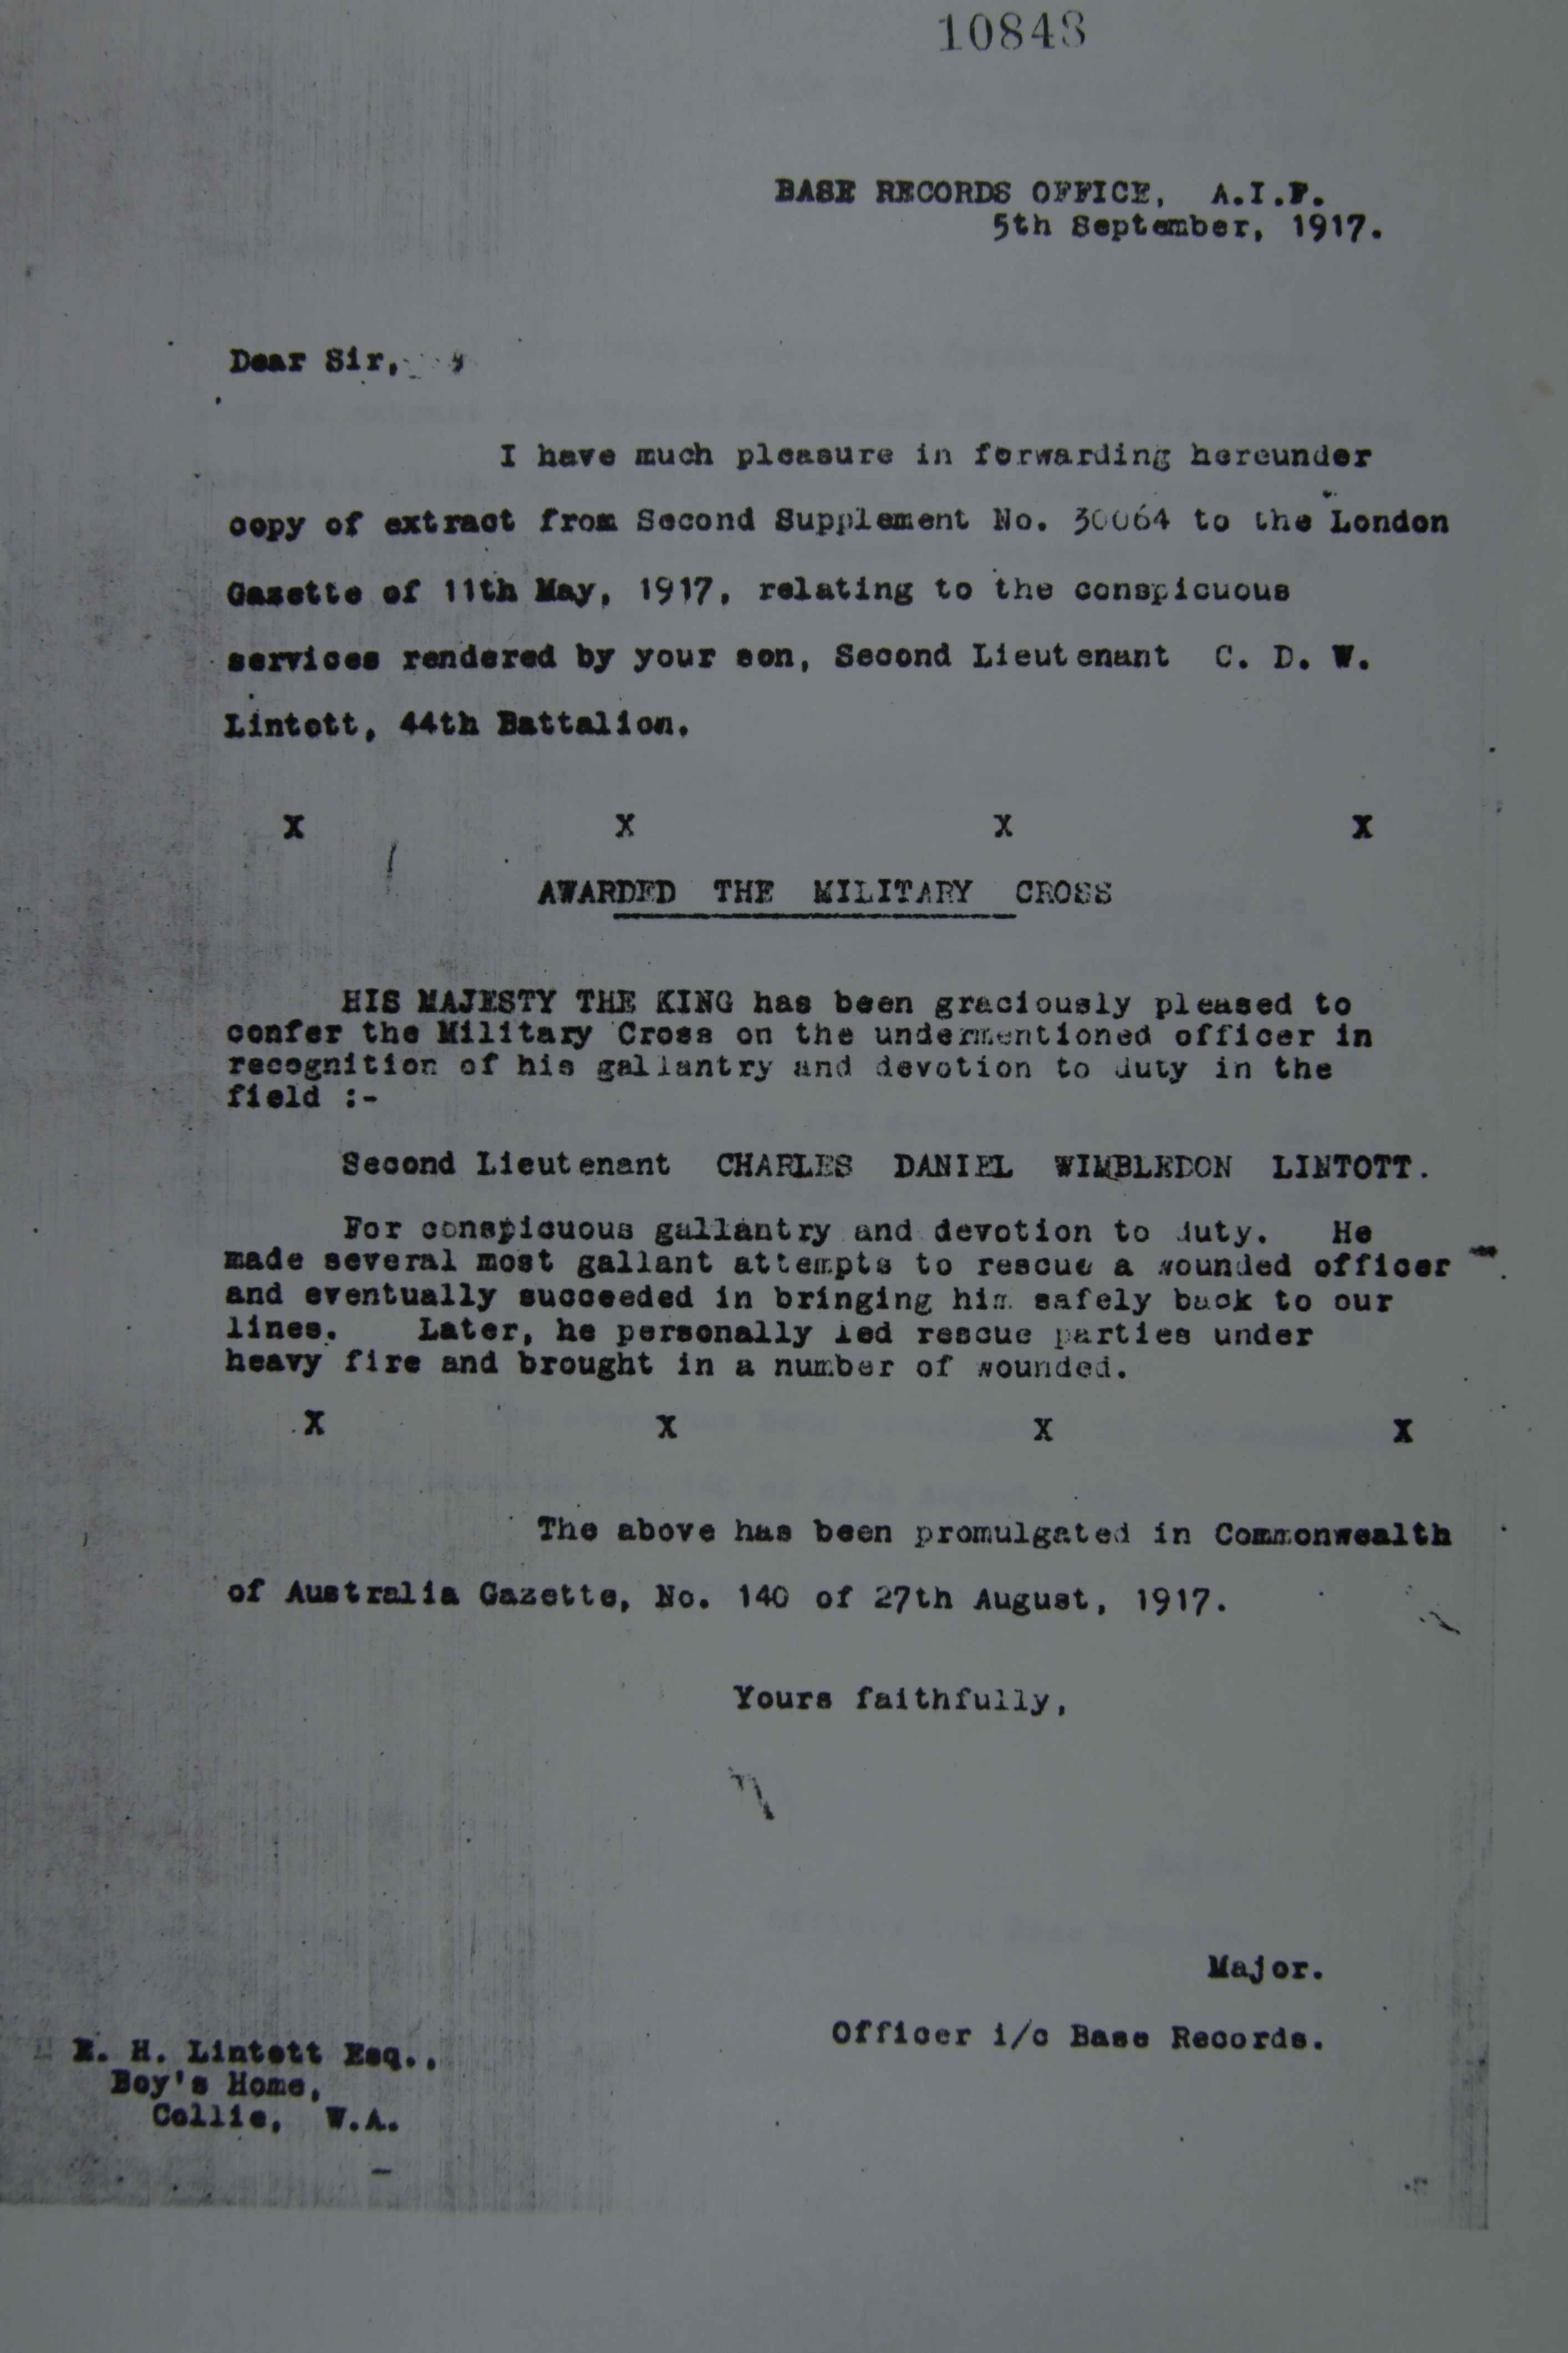 10848
BASE RECORDS OFFICE, A.I.F.
5th September, 1917.
Dear Sir,
I have much pleasure in forwarding hereunder
copy of extract from Second Supplement No. 30064 to the London
Gazette of 11th May, 1917, relating to the conspicuous
services rendered by your son, Second Lieutenant C. D. W.
Lintott, 44th Battalion.
X X X X
AWARDED THE MILITARY CROSS
HIS MAJESTY THE KING has been graciously pleased to
confer the Military Cross on the undermentioned officer in
recognition of his gallantry and devotion to duty in the
field :-
Second Lieutenant CHARLES DANIEL WIMBLEDON LINTOTT.
For conspicuous gallantry and devotion to duty. He
made several most gallant attempts to rescue a wounded officer
and eventually succeeded in bringing him safely back to our
lines. Later, he personally led rescue parties under
heavy fire and brought in a number of wounded.
X X X X
The above has been promulgated in Commonwealth
of Australia Gazette, No. 140 of 27th August, 1917.
Yours faithfully,
Major.
Officer i/c Base Records.
E. H. Lintott Esq.,
Boy's Home,
Collie, W.A.